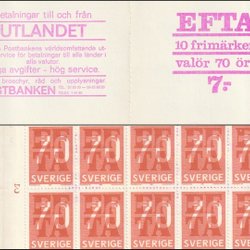 betalningar till och från
UTLANDET
Postbankens världsomfattande ut-
service för betalningar till alla länder i
alla valutor.
Låga avgifter - hög service.
broschyr, råd och upplysningar
POSTBANKEN
EFTA
10 frimärken
valör 70 öre
7:-
70 70 70 70 70
SVERIGE SVERIGE SVERIGE SVERIGE SVERIGE
70 70 70 70 70
SVERIGE SVERIGE SVERIGE SVERIGE SVERIGE